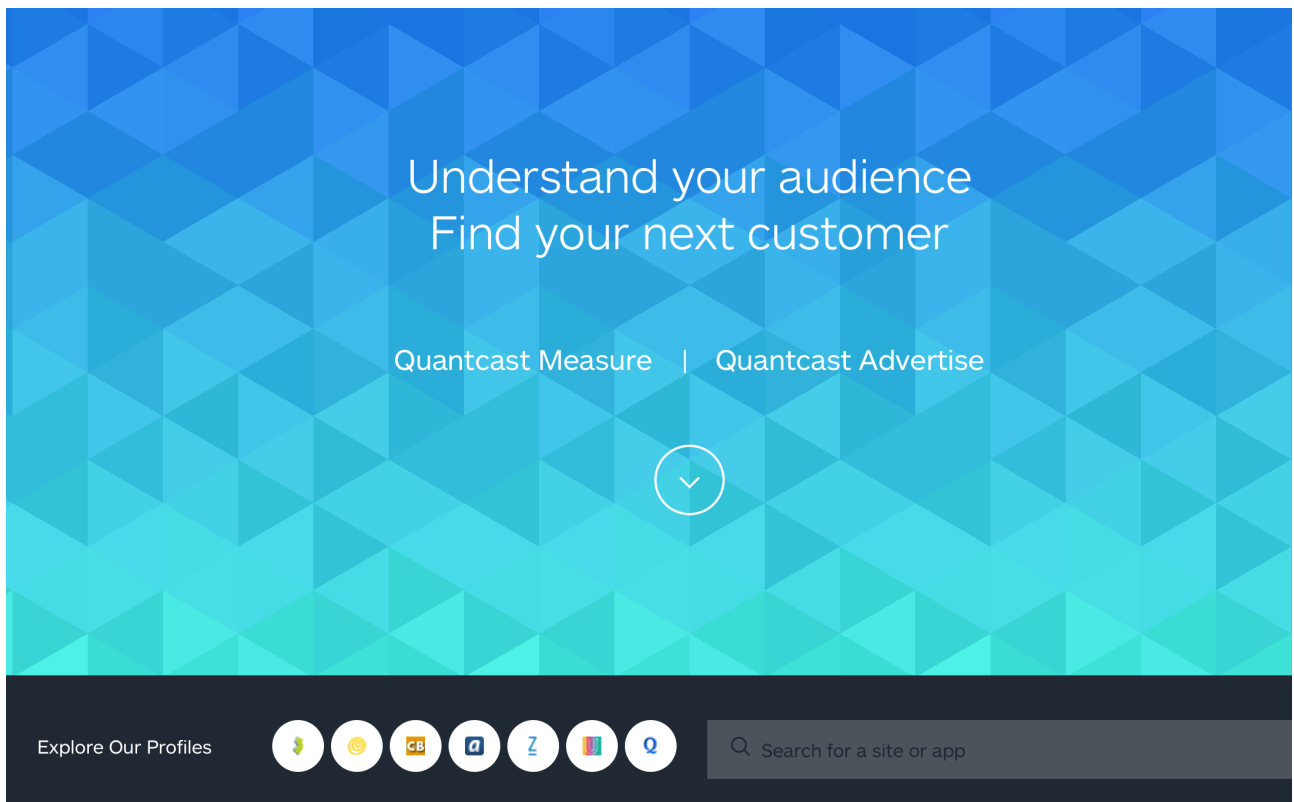 Understand your audience
Find your next customer
Quantcast Measure | Quantcast Advertise
Explore Our Profiles
CB
a
Z
U
Q
Search for a site or app